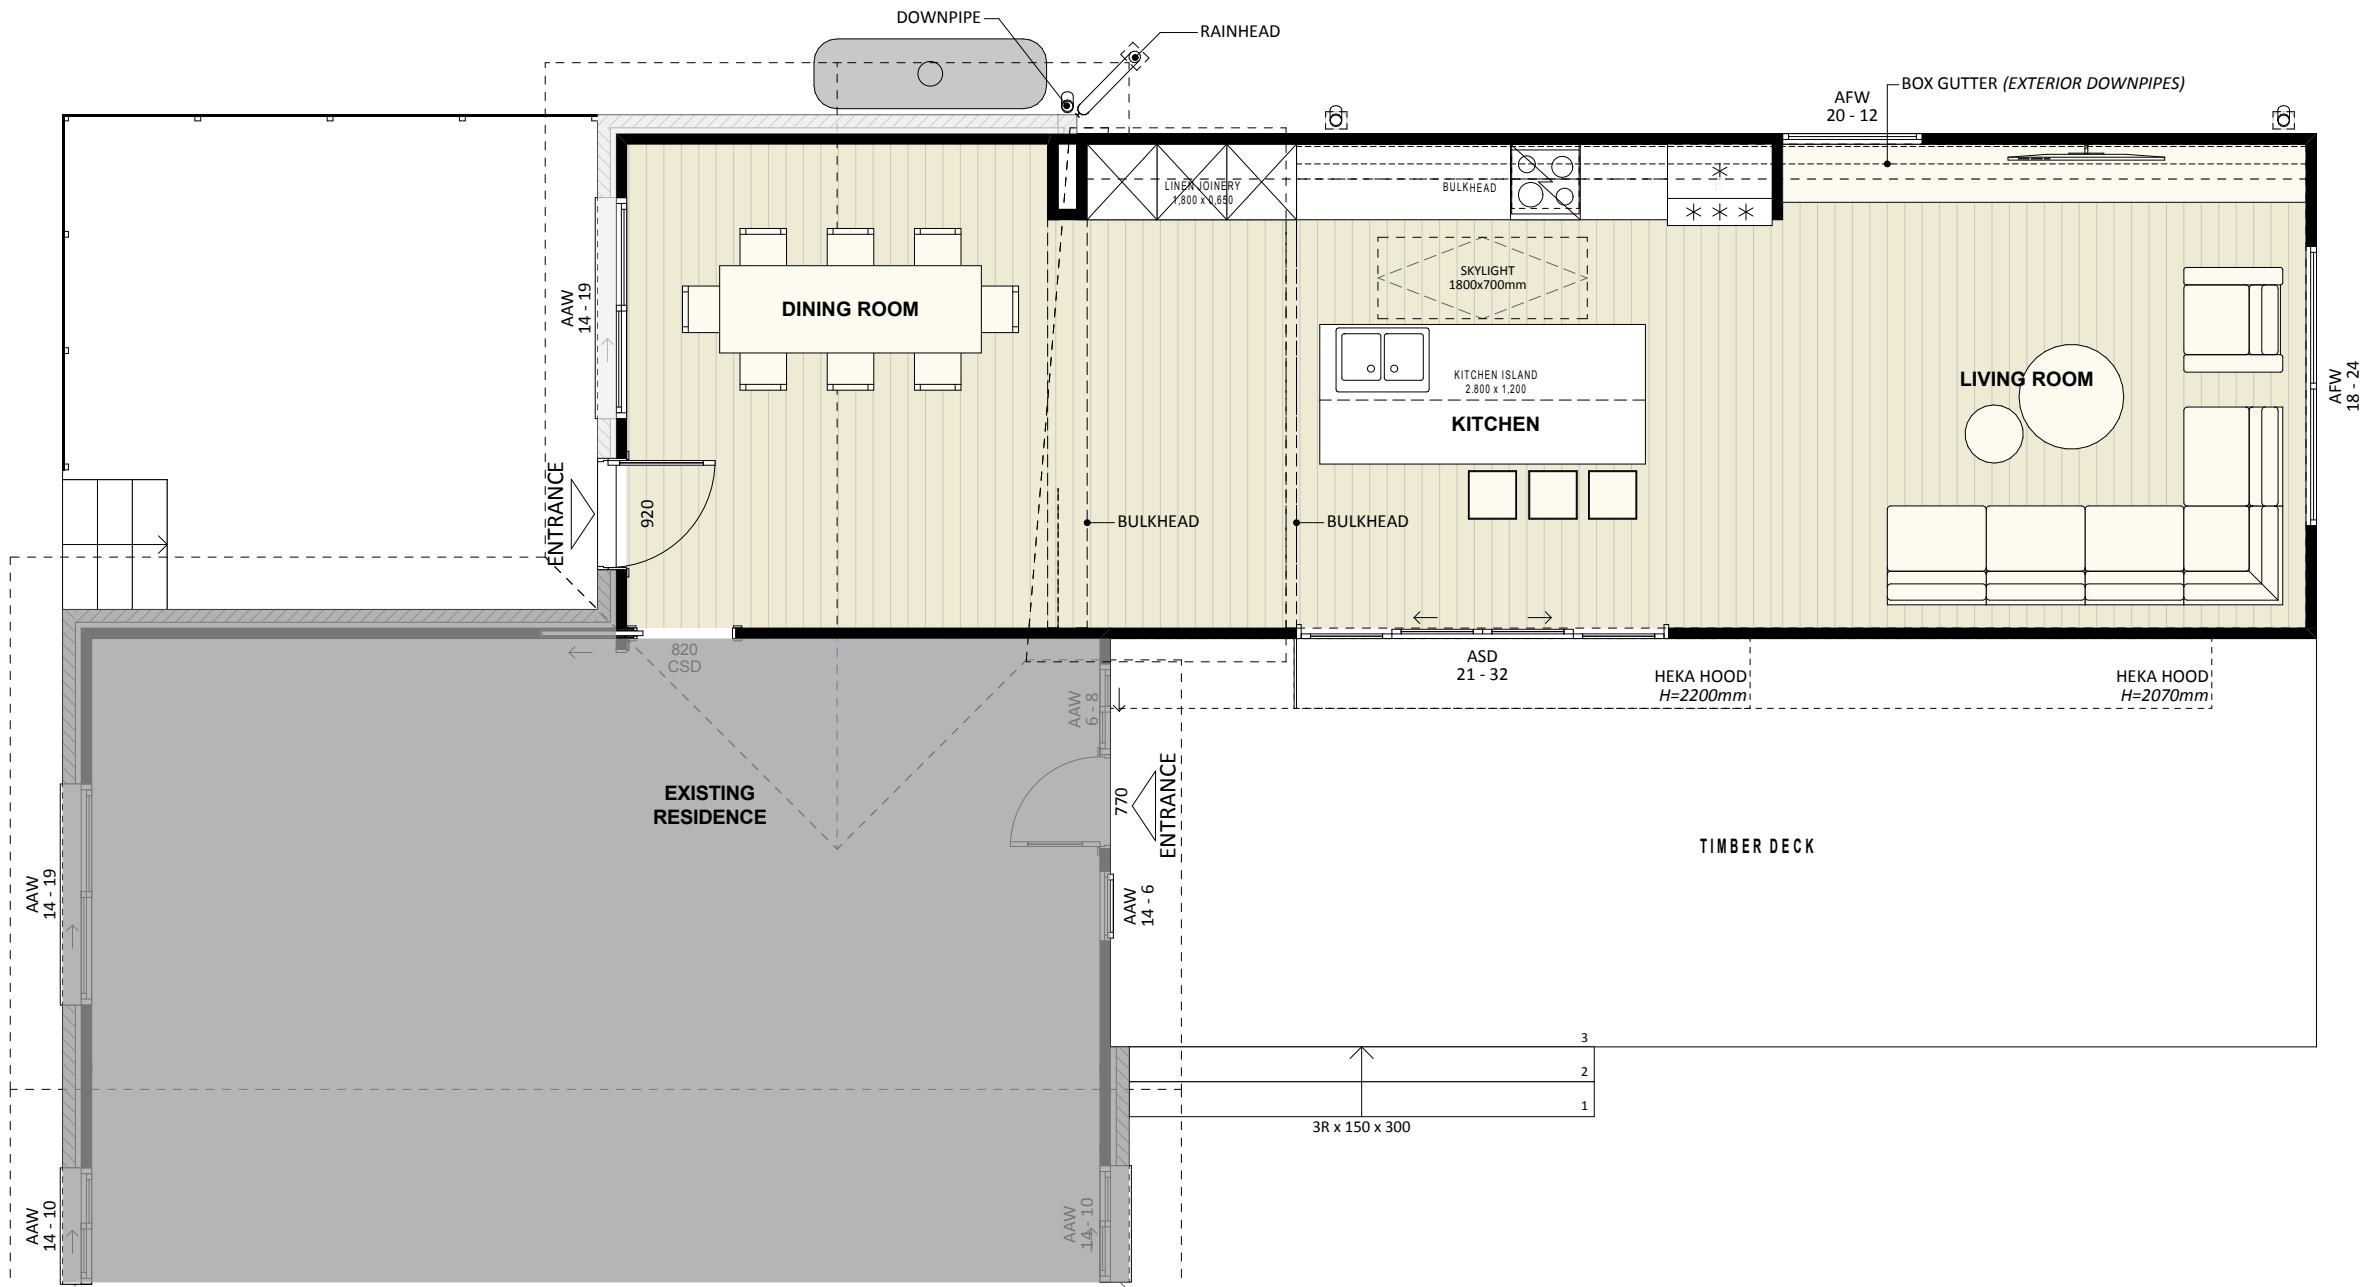 DOWNPIPE
RAINHEAD
BOX GUTTER (EXTERIOR DOWNPIPES)
AFW
20 - 12
LINEN JOINERY
1,800 x 0,650
BULKHEAD
SKYLIGHT
1800x700mm
AAW
14 - 19
DINING ROOM
KITCHEN ISLAND
2.800 x 1,200
KITCHEN
LIVING ROOM
AFW
18 - 24
ENTRANCE
920
BULKHEAD
BULKHEAD
820
CSD
ASD
21 - 32
HEKA HOOD
H=2200mm
HEKA HOOD
H=2070mm
AAW
6 - 8
EXISTING
RESIDENCE
770
ENTRANCE
TIMBER DECK
AAW
14 - 19
AAW
14 - 6
3
2
1
3R x 150 x 300
AAW
14 - 10
AAW
14 - 10